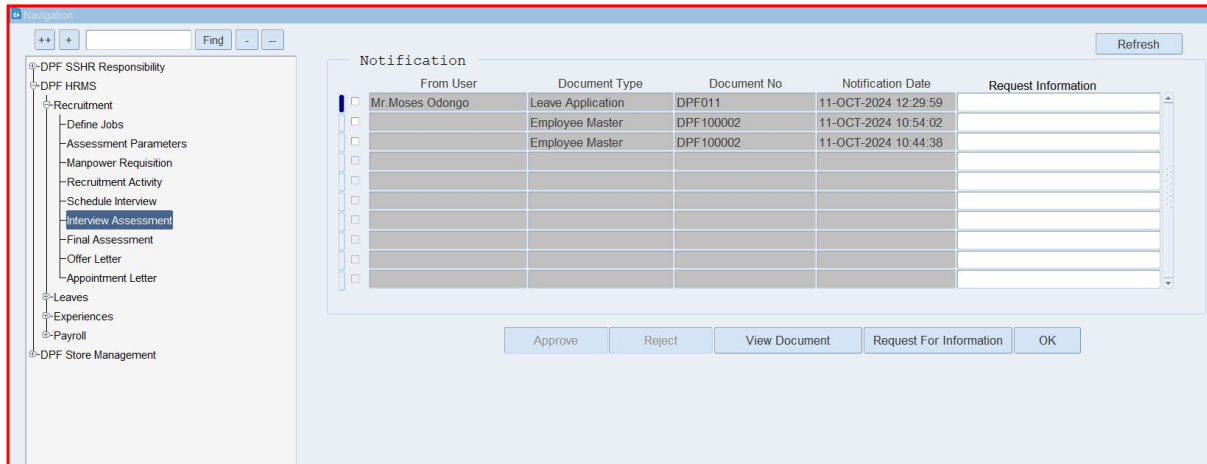 Navigation
++ + Find - --
DPF SSHR Responsibility
DPF HRMS
Recruitment
Define Jobs
Assessment Parameters
Manpower Requisition
Recruitment Activity
Schedule Interview
Interview Assessment
Final Assessment
Offer Letter
Appointment Letter
Leaves
Experiences
Payroll
DPF Store Management
Refresh
Notification
From User Document Type Document No Notification Date Request Information
Mr.Moses Odongo Leave Application DPF011 11-OCT-2024 12:29:59
Employee Master DPF100002 11-OCT-2024 10:54:02
Employee Master DPF100002 11-OCT-2024 10:44:38
Approve Reject View Document Request For Information OK